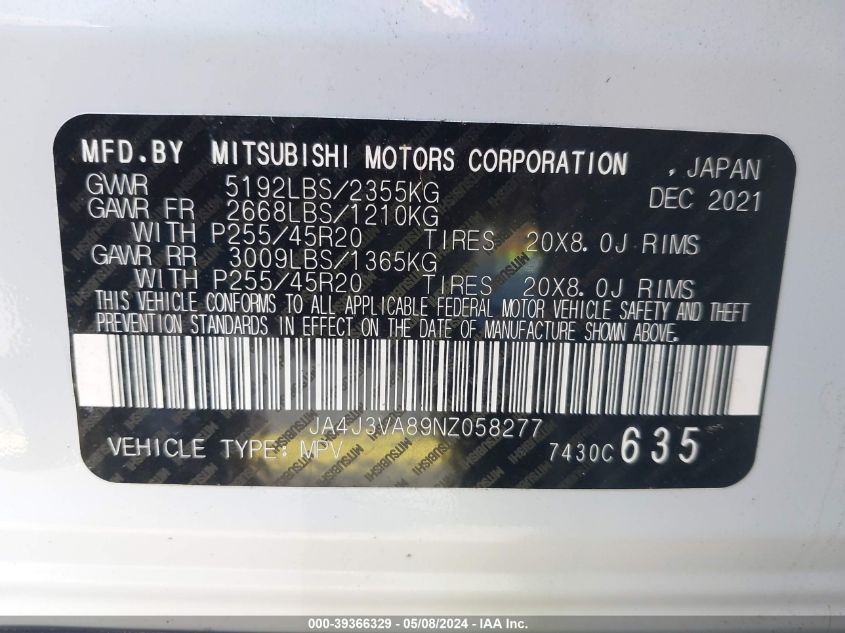 MFD.BY MITSUBISHI MOTORS CORPORATION , JAPAN
GVWR 5192LBS/2355KG DEC 2021
GAWR FR 2668LBS/1210KG
WITH P255/45R20 TIRES 20X8.0J RIMS
GAWR RR 3009LBS/1365KG
WITH P255/45R20 TIRES 20X8.0J RIMS
THIS VEHICLE CONFORMS TO ALL APPLICABLE FEDERAL MOTOR VEHICLE SAFETY AND THEFT
PREVENTION STANDARDS IN EFFECT ON THE DATE OF MANUFACTURE SHOWN ABOVE.
JA4J3VA89NZ058277
VEHICLE TYPE: MPV 7430C 635
000-39366329 - 05/08/2024 - IAA Inc.